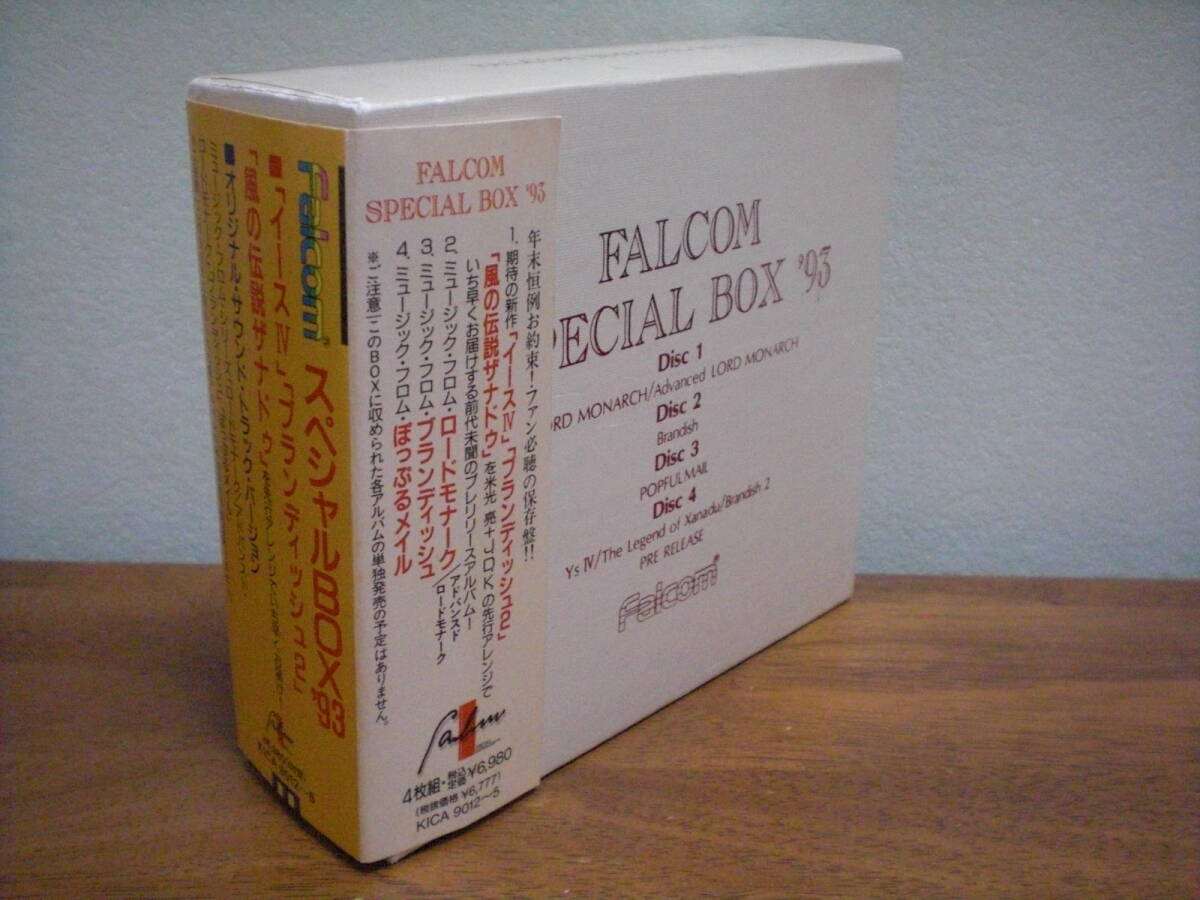 Falcom
スペシャルBOX'93
■「イースⅣ」「ブランディッシュ2」
「風の伝説ザナドゥ」
■オリジナル・サウンド・トラック・バージョン
KICA 9012~5
FALCOM
SPECIAL BOX '93
年末恒例お約束!ファン必聴の保存盤!!
1.期待の新作「イースⅣ」「ブランディッシュ2」
「風の伝説ザナドゥ」を米光 亮+J.D.K.の先行アレンジで
いち早くお届けする前代未聞のプレリリースアルバム—
2.ミュージック・フロム・ロードモナーク/アドバンスド
ロードモナーク
3.ミュージック・フロム・ブランディッシュ
4.ミュージック・フロム・ぽっぷるメイル
※ご注意—このBOXに収められた各アルバムの単独発売の予定はありません。
falcom
4枚組・税込定価¥6,980
(税抜価格 ¥6,777)
KICA 9012~5
FALCOM
PECIAL BOX '93
Disc 1
ORD MONARCH/Advanced LORD MONARCH
Disc 2
Brandish
Disc 3
POPFULMAIL
Disc 4
Ys Ⅳ/The Legend of Xanadu/Brandish 2
PRE RELEASE
Falcom